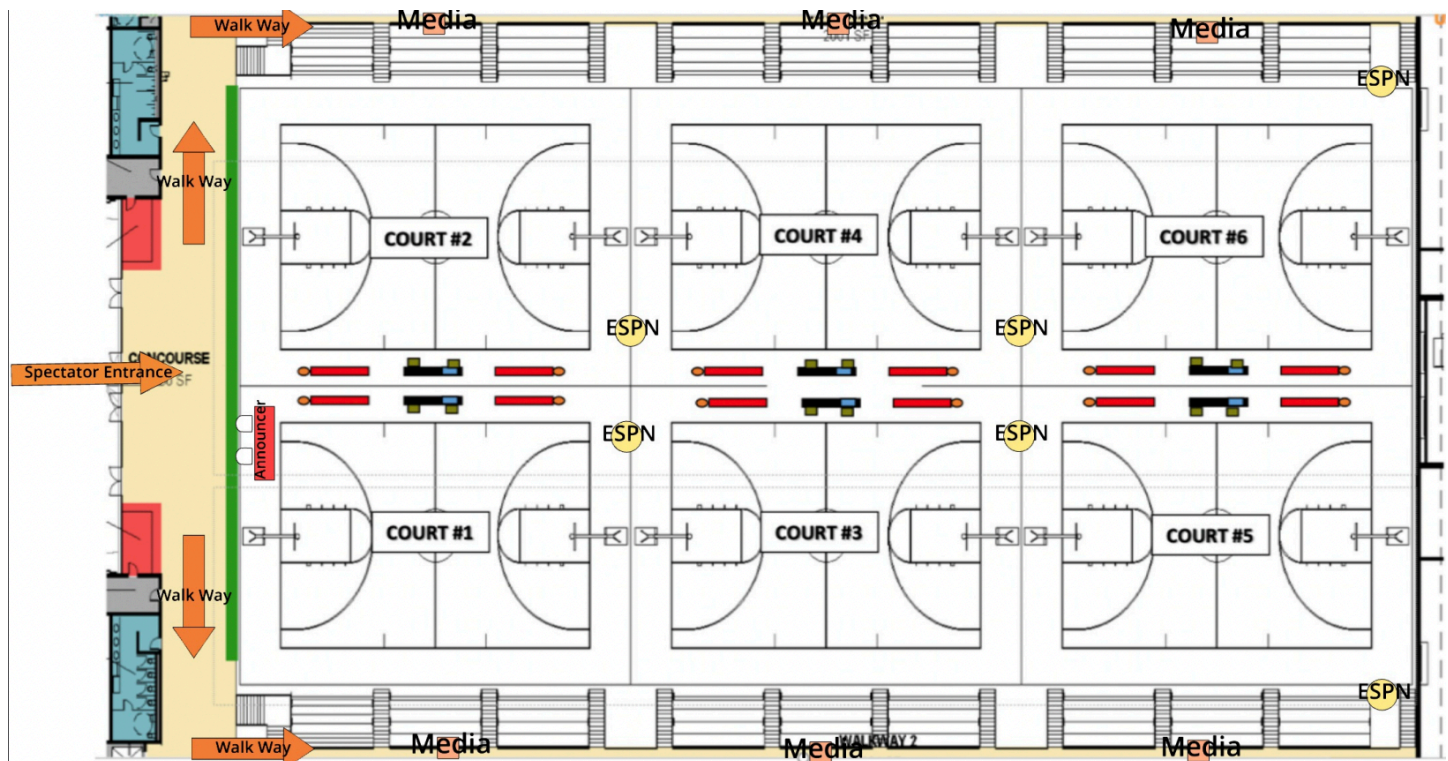 Walk Way
Media
Media
Media
ESPN
Walk Way
COURT #2
COURT #4
COURT #6
ESPN
ESPN
CONCOURSE
Spectator Entrance
SF
Announcer
ESPN
ESPN
COURT #1
COURT #3
COURT #5
Walk Way
ESPN
Walk Way
Media
Media
WALKWAY 2
Media